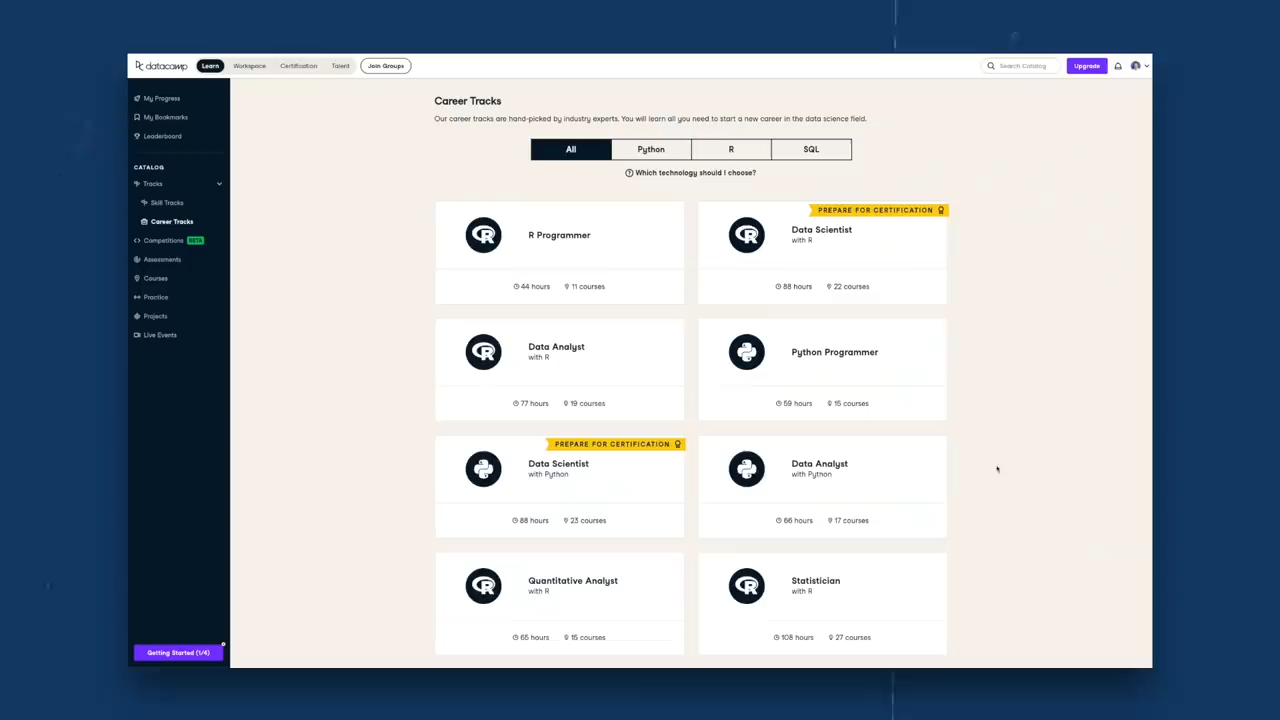 datacamp
Learn
Workspace
Certification
Talent
Join Groups
Search Catalog
Upgrade
My Progress
My Bookmarks
Leaderboard
CATALOG
Tracks
Skill Tracks
Career Tracks
Competitions BETA
Assessments
Courses
Practice
Projects
Live Events
Getting Started (1/4)
Career Tracks
Our career tracks are hand-picked by industry experts. You will learn all you need to start a new career in the data science field.
All
Python
R
SQL
Which technology should I choose?
R Programmer
44 hours
11 courses
PREPARE FOR CERTIFICATION
Data Scientist
with R
88 hours
22 courses
Data Analyst
with R
77 hours
19 courses
Python Programmer
59 hours
15 courses
PREPARE FOR CERTIFICATION
Data Scientist
with Python
88 hours
23 courses
Data Analyst
with Python
66 hours
17 courses
Quantitative Analyst
with R
65 hours
15 courses
Statistician
with R
108 hours
27 courses